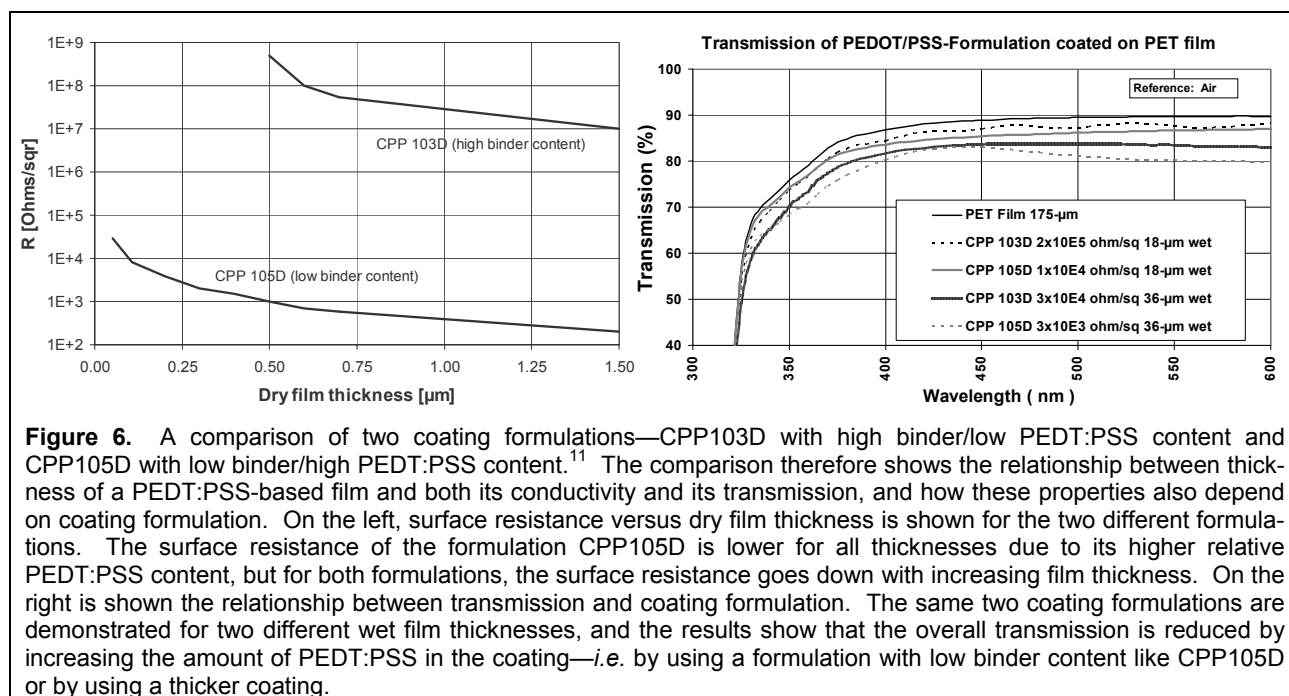 1E+9
1E+8
1E+7
1E+6
1E+5
1E+4
1E+3
1E+2
R [Ohms/sqr]
CPP 103D (high binder content)
CPP 105D (low binder content)
0.00 0.25 0.50 0.75 1.00 1.25 1.50
Dry film thickness [µm]
Transmission of PEDOT/PSS-Formulation coated on PET film
100
90
80
70
60
50
40
Transmission (%)
Reference: Air
PET Film 175-µm
CPP 103D 2x10E5 ohm/sq 18-µm wet
CPP 105D 1x10E4 ohm/sq 18-µm wet
CPP 103D 3x10E4 ohm/sq 36-µm wet
CPP 105D 3x10E3 ohm/sq 36-µm wet
300 350 400 450 500 550 600
Wavelength ( nm )
Figure 6. A comparison of two coating formulations—CPP103D with high binder/low PEDT:PSS content and
CPP105D with low binder/high PEDT:PSS content.11 The comparison therefore shows the relationship between thick-
ness of a PEDT:PSS-based film and both its conductivity and its transmission, and how these properties also depend
on coating formulation. On the left, surface resistance versus dry film thickness is shown for the two different formula-
tions. The surface resistance of the formulation CPP105D is lower for all thicknesses due to its higher relative
PEDT:PSS content, but for both formulations, the surface resistance goes down with increasing film thickness. On the
right is shown the relationship between transmission and coating formulation. The same two coating formulations are
demonstrated for two different wet film thicknesses, and the results show that the overall transmission is reduced by
increasing the amount of PEDT:PSS in the coating—i.e. by using a formulation with low binder content like CPP105D
or by using a thicker coating.